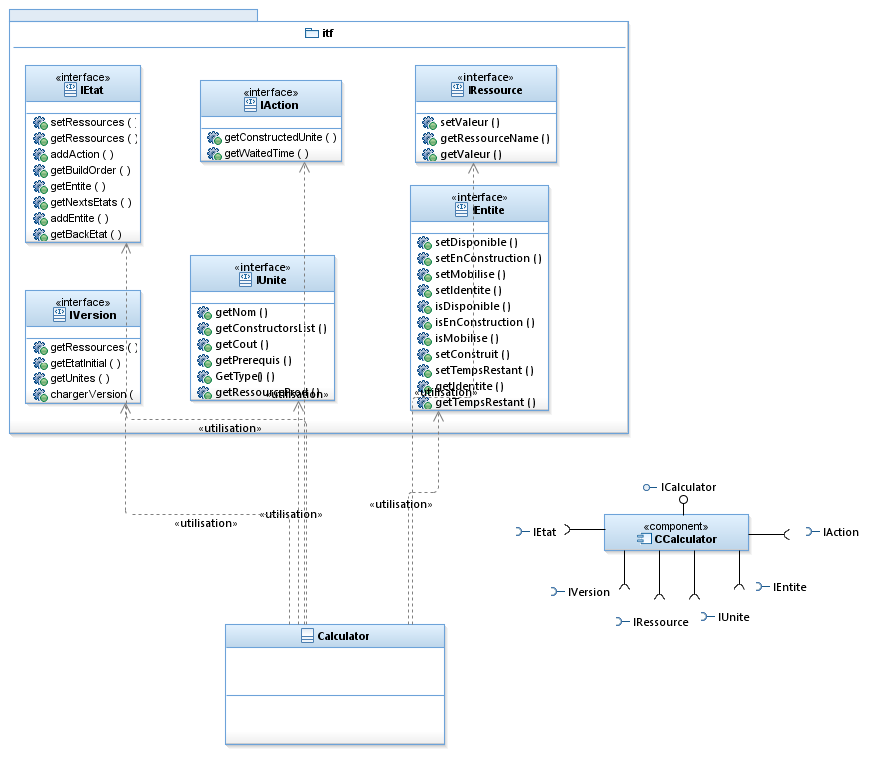 itf
«interface»
IEtat
setRessources ( )
getRessources ( )
addAction ( )
getBuildOrder ( )
getEntite ( )
getNextsEtats ( )
addEntite ( )
getBackEtat ( )
«interface»
IAction
getConstructedUnite ( )
getWaitedTime ( )
«interface»
IRessource
setValeur ( )
getRessourceName ( )
getValeur ( )
«interface»
IVersion
getRessources ( )
getEtatInitial ( )
getUnites ( )
chargerVersion (
«interface»
IUnite
getNom ( )
getConstructorsList ( )
getCout ( )
getPrerequis ( )
GetType( )
getRessourceProd ( )
«interface»
IEntite
setDisponible ( )
setEnConstruction ( )
setMobilise ( )
setIdentite ( )
isDisponible ( )
isEnConstruction ( )
isMobilise ( )
setConstruit ( )
setTempsRestant ( )
getIdentite ( )
getTempsRestant ( )
«utilisation»
«utilisation»
«utilisation»
«utilisation»
«utilisation»
«utilisation»
Calculator
ICalculator
«component»
CCalculator
IEtat
IAction
IVersion
IRessource
IUnite
IEntite